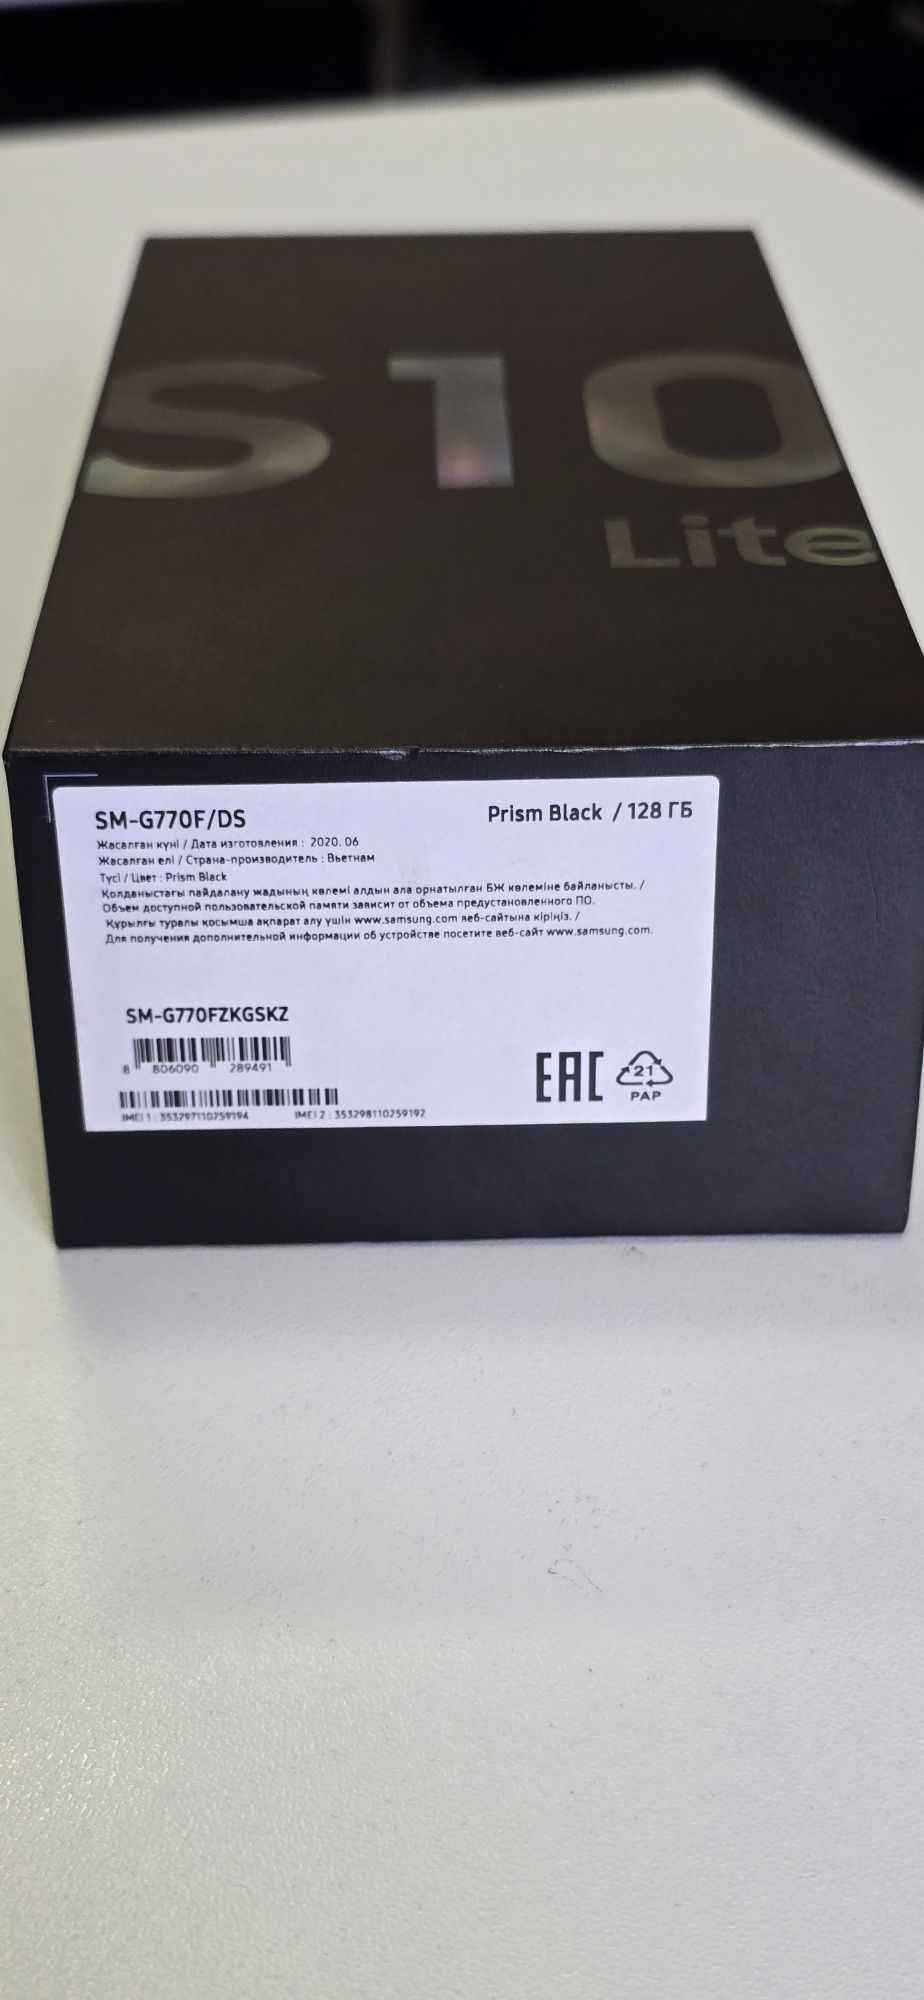 S10
Lite
SM-G770F/DS
Prism Black / 128 ГБ
Жасалған күні / Дата изготовления : 2020. 06
Жасалған елі / Страна-производитель : Вьетнам
Түсі / Цвет : Prism Black
Қолданыстағы пайдалану жадының көлемі алдын ала орнатылған БЖ көлеміне байланысты. /
Объем доступной пользовательской памяти зависит от объема предустановленного ПО.
Құрылғы туралы қосымша ақпарат алу үшін www.samsung.com веб-сайтына кіріңіз. /
Для получения дополнительной информации об устройстве посетите веб-сайт www.samsung.com.
SM-G770FZKGSKZ
8 806090 289491
IMEI 1 : 353297110259194
IMEI 2 : 353298110259192
EAC
21
PAP